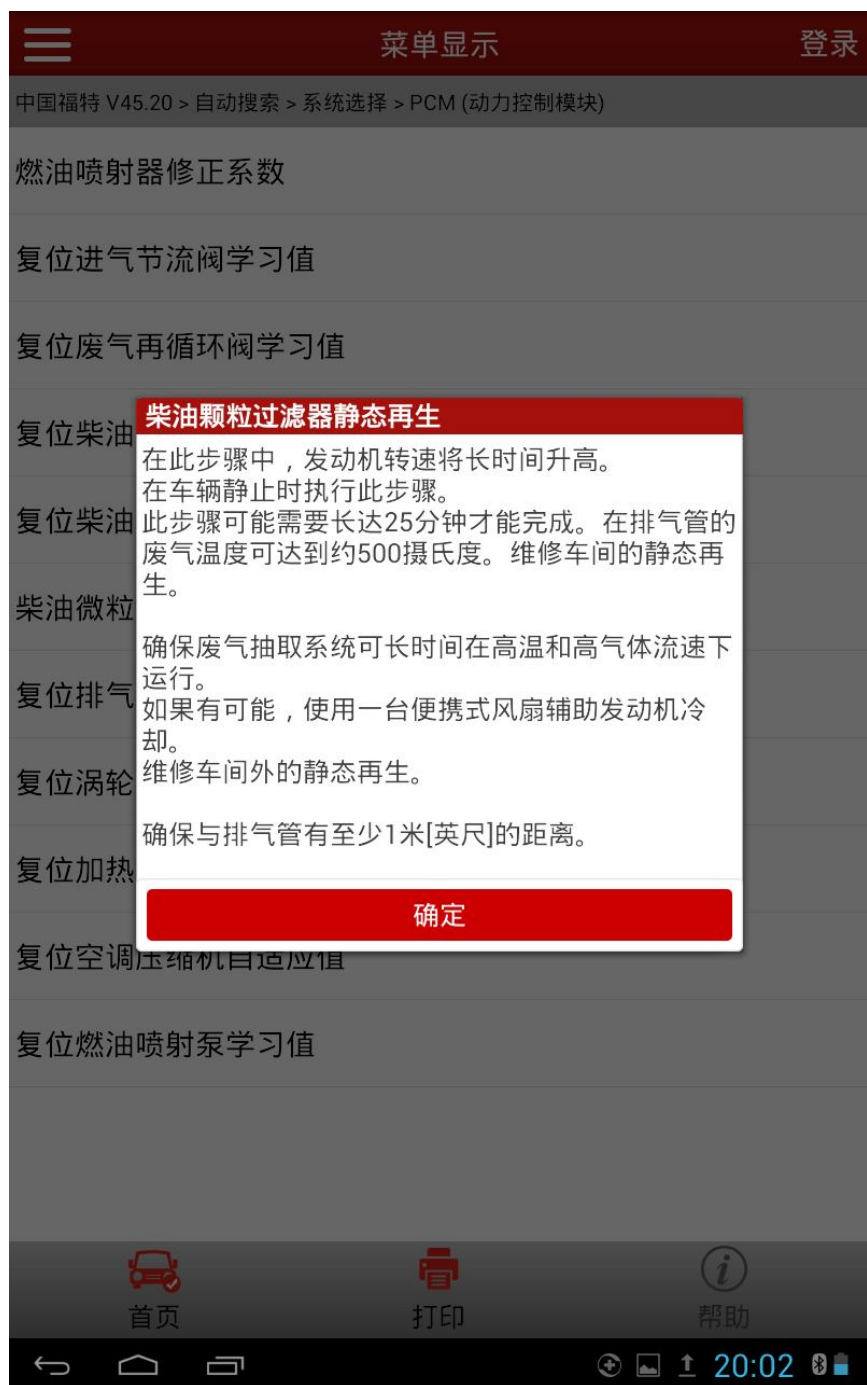 菜单显示
登录
中国福特 V45.20 > 自动搜索 > 系统选择 > PCM (动力控制模块)
燃油喷射器修正系数
复位进气节流阀学习值
复位废气再循环阀学习值
复位柴油
复位柴油
柴油微粒
复位排气
复位涡轮
复位加热
柴油颗粒过滤器静态再生
在此步骤中，发动机转速将长时间升高。
在车辆静止时执行此步骤。
此步骤可能需要长达25分钟才能完成。在排气管的
废气温度可达到约500摄氏度。维修车间的静态再
生。
确保废气抽取系统可长时间在高温和高气体流速下
运行。
如果有可能，使用一台便携式风扇辅助发动机冷
却。
维修车间外的静态再生。
确保与排气管有至少1米[英尺]的距离。
确定
复位空调压缩机自适应值
复位燃油喷射泵学习值
首页
打印
帮助
20:02